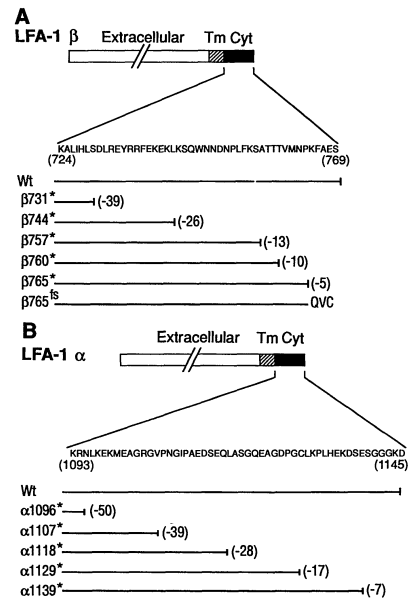 A
LFA-1 β
Extracellular Tm Cyt
KALIHLSDLREYRRFEKEKLKSQWNNDNPLFKSATTTVMNPKFAES
(724) (769)
Wt
β731* (-39)
β744* (-26)
β757* (-13)
β760* (-10)
β765* (-5)
β765fs QVC
B
LFA-1 α
Extracellular Tm Cyt
KRNLKEKMEAGRGVPNGIPAEDSEQLASGQEAGDPGCLKPLHEKDSESGGGKD
(1093) (1145)
Wt
α1096* (-50)
α1107* (-39)
α1118* (-28)
α1129* (-17)
α1139* (-7)